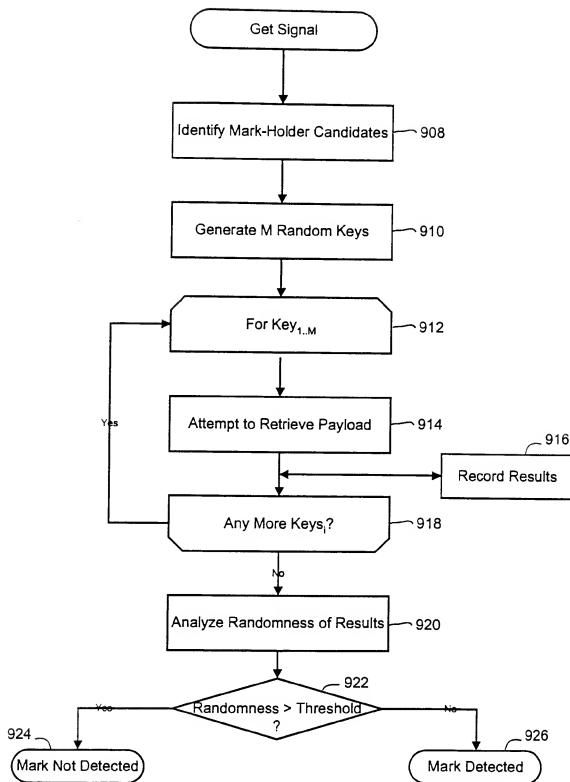 Get Signal
Identify Mark-Holder Candidates
908
Generate M Random Keys
910
For Key1..M
912
Yes
Attempt to Retrieve Payload
914
916
Record Results
Any More Keysi?
918
No
Analyze Randomness of Results
920
922
Randomness > Threshold
?
Yes
No
924
Mark Not Detected
926
Mark Detected